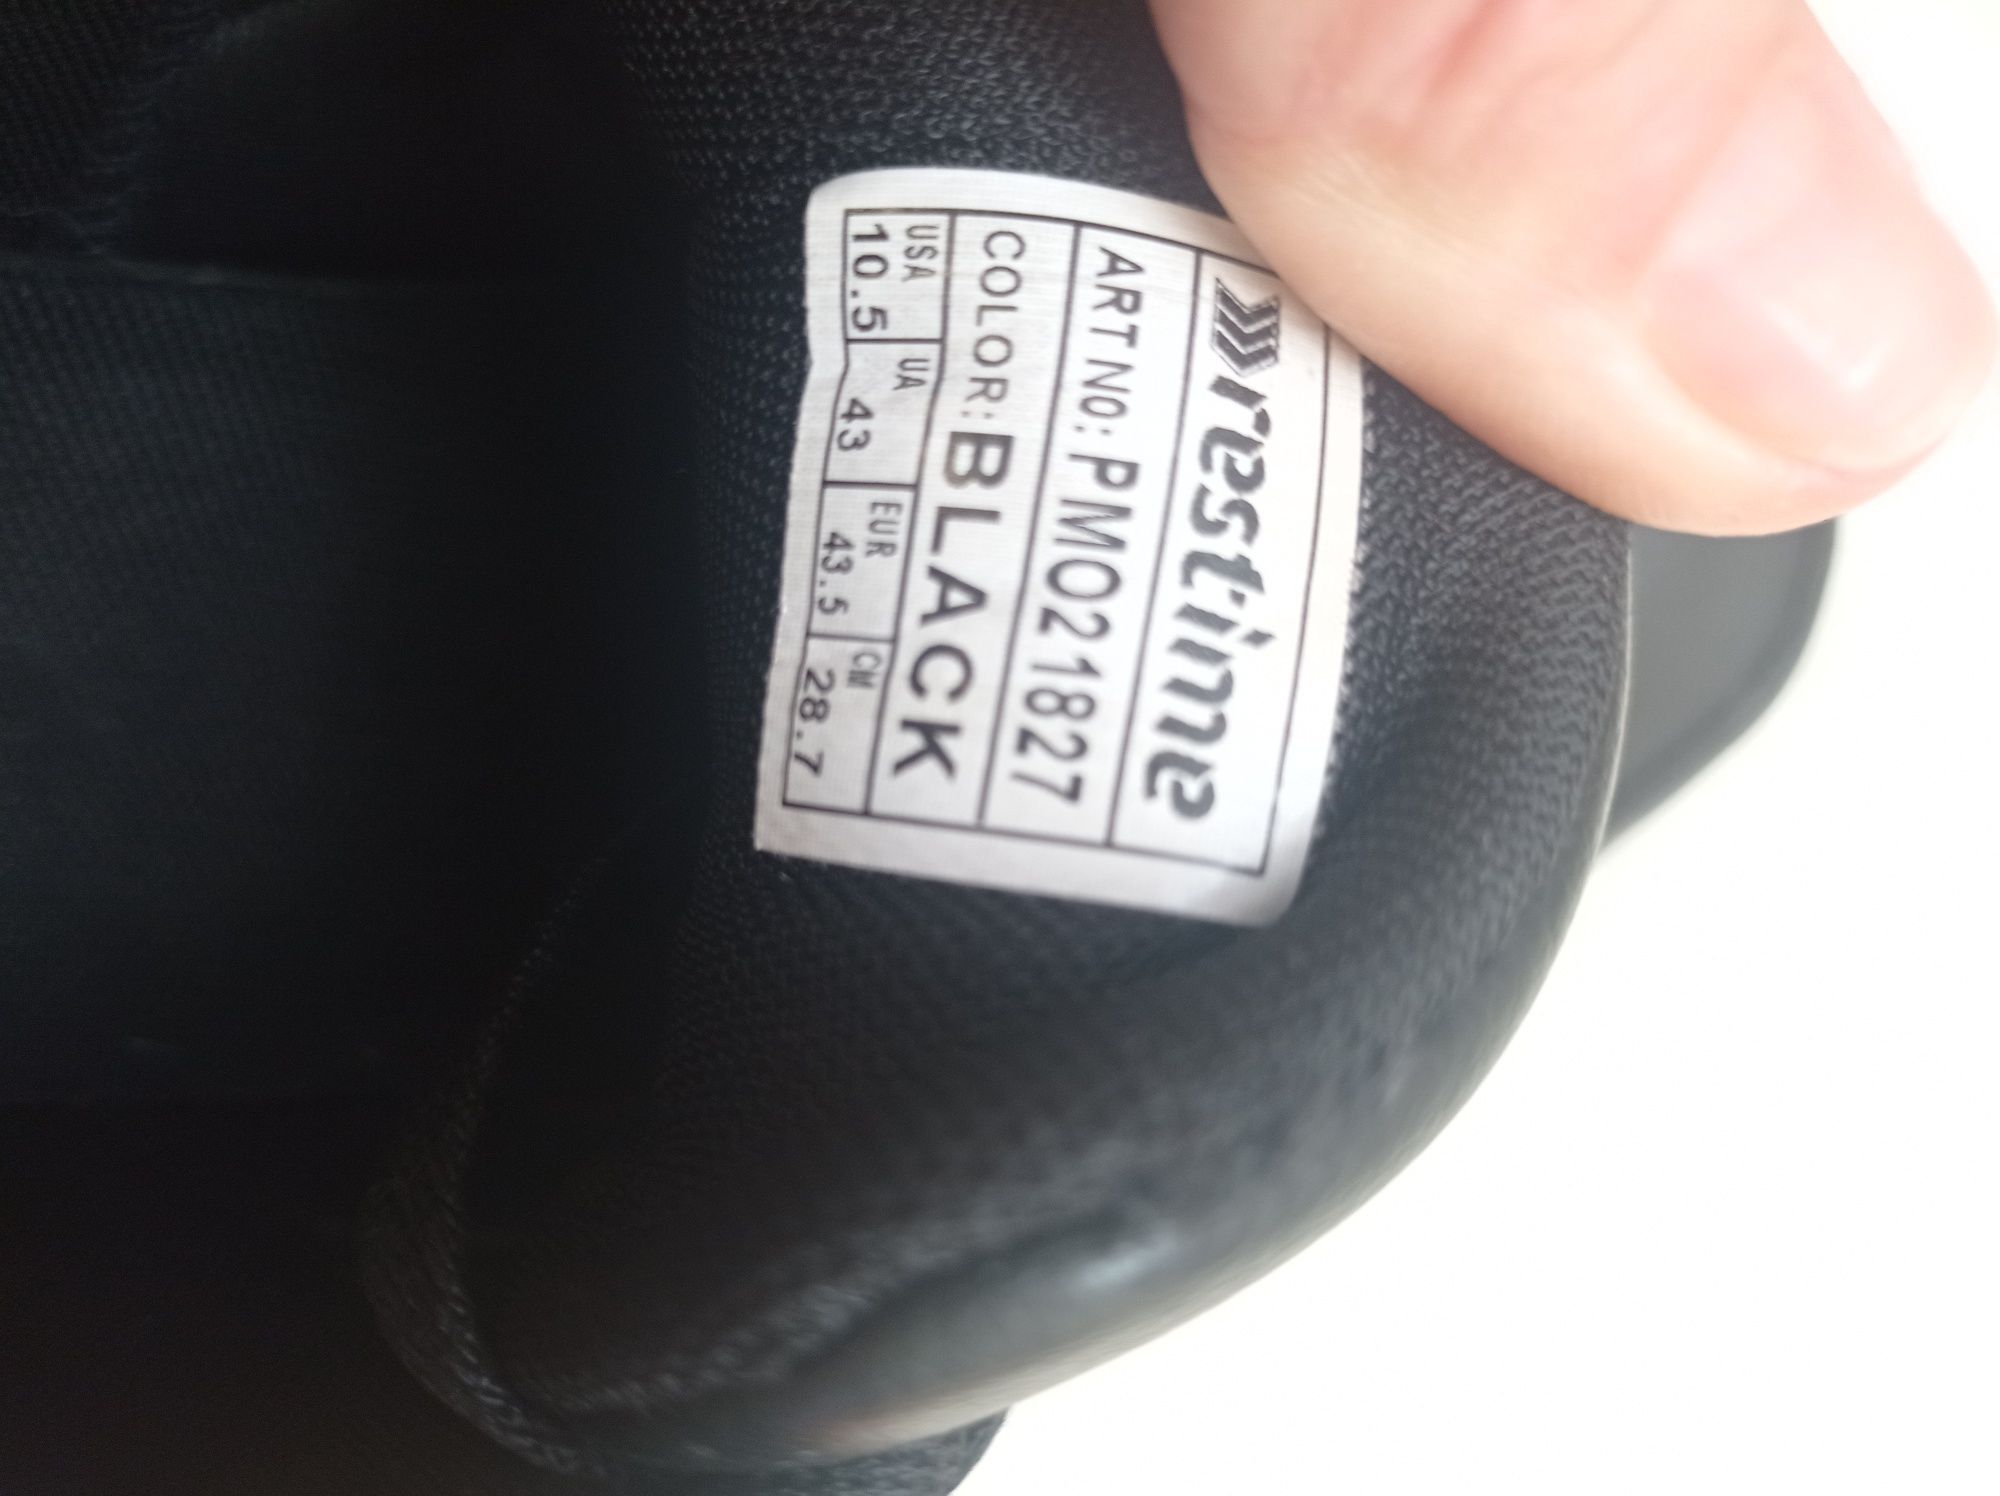 restime
ART NO: PMO21827
COLOR: BLACK
USA UA EUR CM
10.5 43 43.5 28.7